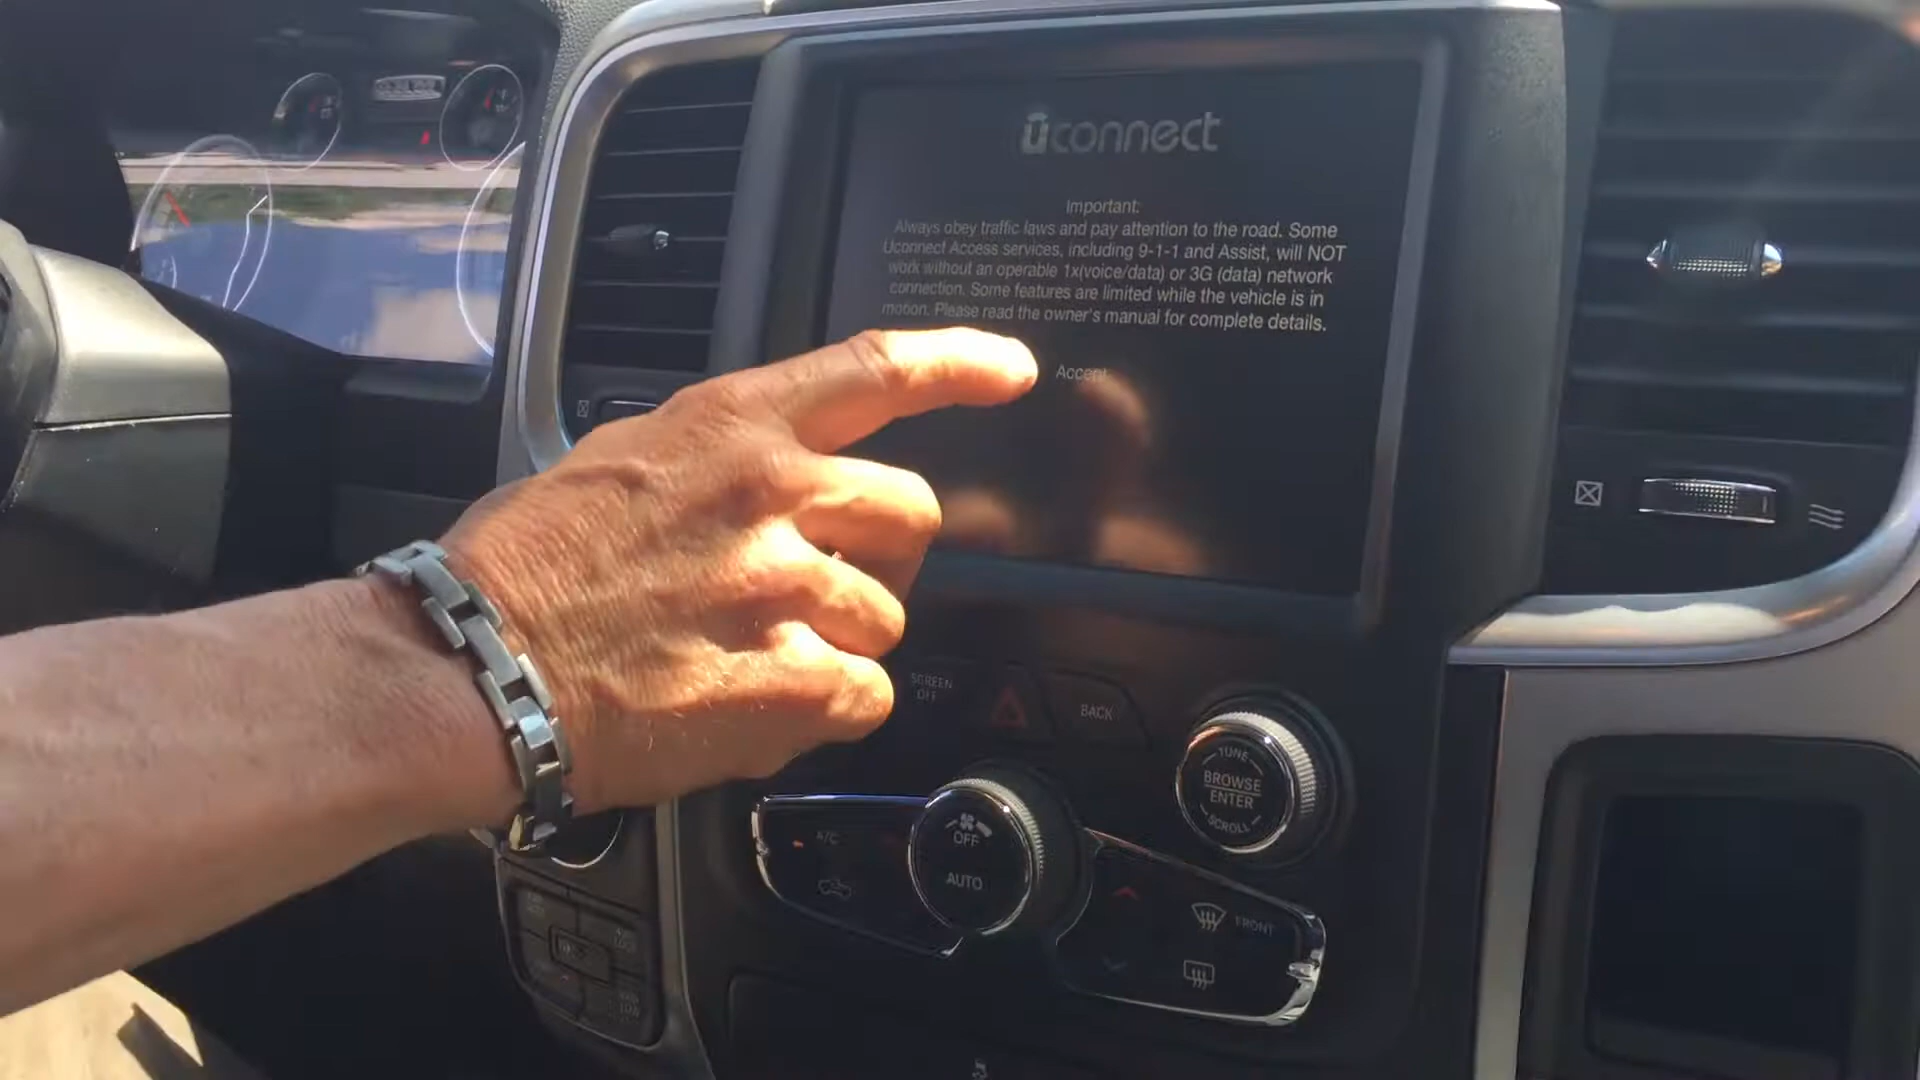 uconnect
Important:
Always obey traffic laws and pay attention to the road. Some
Uconnect Access services, including 9-1-1 and Assist, will NOT
work without an operable 1x(voice/data) or 3G (data) network
connection. Some features are limited while the vehicle is in
motion. Please read the owner's manual for complete details.
Accept
SCREEN
OFF
BACK
TUNE
BROWSE
ENTER
SCROLL
A/C
OFF
AUTO
FRONT